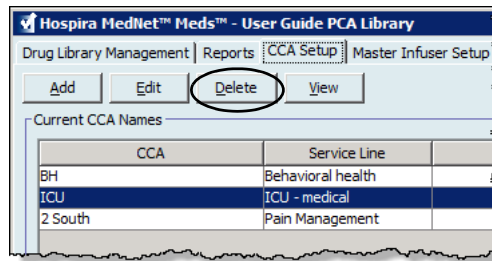 Hospira MedNet™ Meds™ - User Guide PCA Library
Drug Library Management Reports CCA Setup Master Infuser Setup
Add Edit Delete View
Current CCA Names
CCA Service Line
BH Behavioral health
ICU ICU - medical
2 South Pain Management